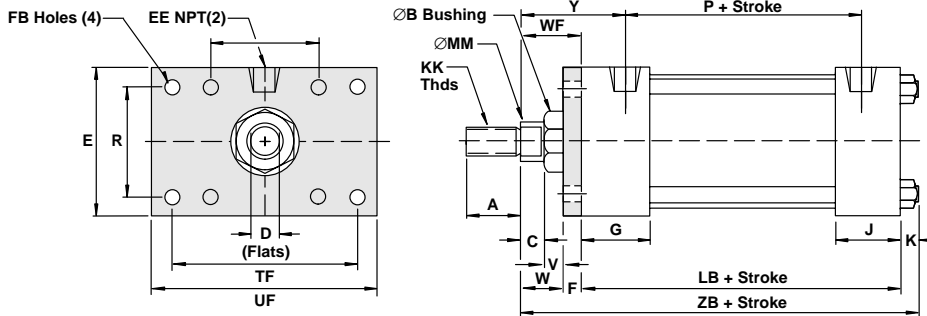 FB Holes (4)
EE NPT(2)
E
R
D
(Flats)
TF
UF
Y
P + Stroke
ØB Bushing
WF
ØMM
KK
Thds
A
C
G
J
K
V
W
F
LB + Stroke
ZB + Stroke